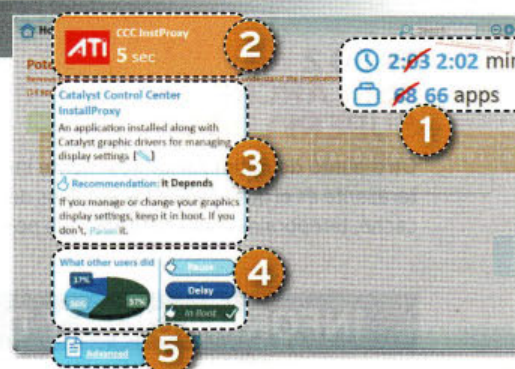 CCC.InstProxy
ATI 5 sec
2
2:03 2:02 min
68 66 apps
1
Catalyst Control Center
InstallProxy
An application installed along with
Catalyst graphic drivers for managing
display settings
3
Recommendation: It Depends
If you manage or change your graphics
display settings, keep it in boot. If you
don't, Pause it.
What other users did
37%
57%
Pause
Delay
In Boot
4
Advanced
5